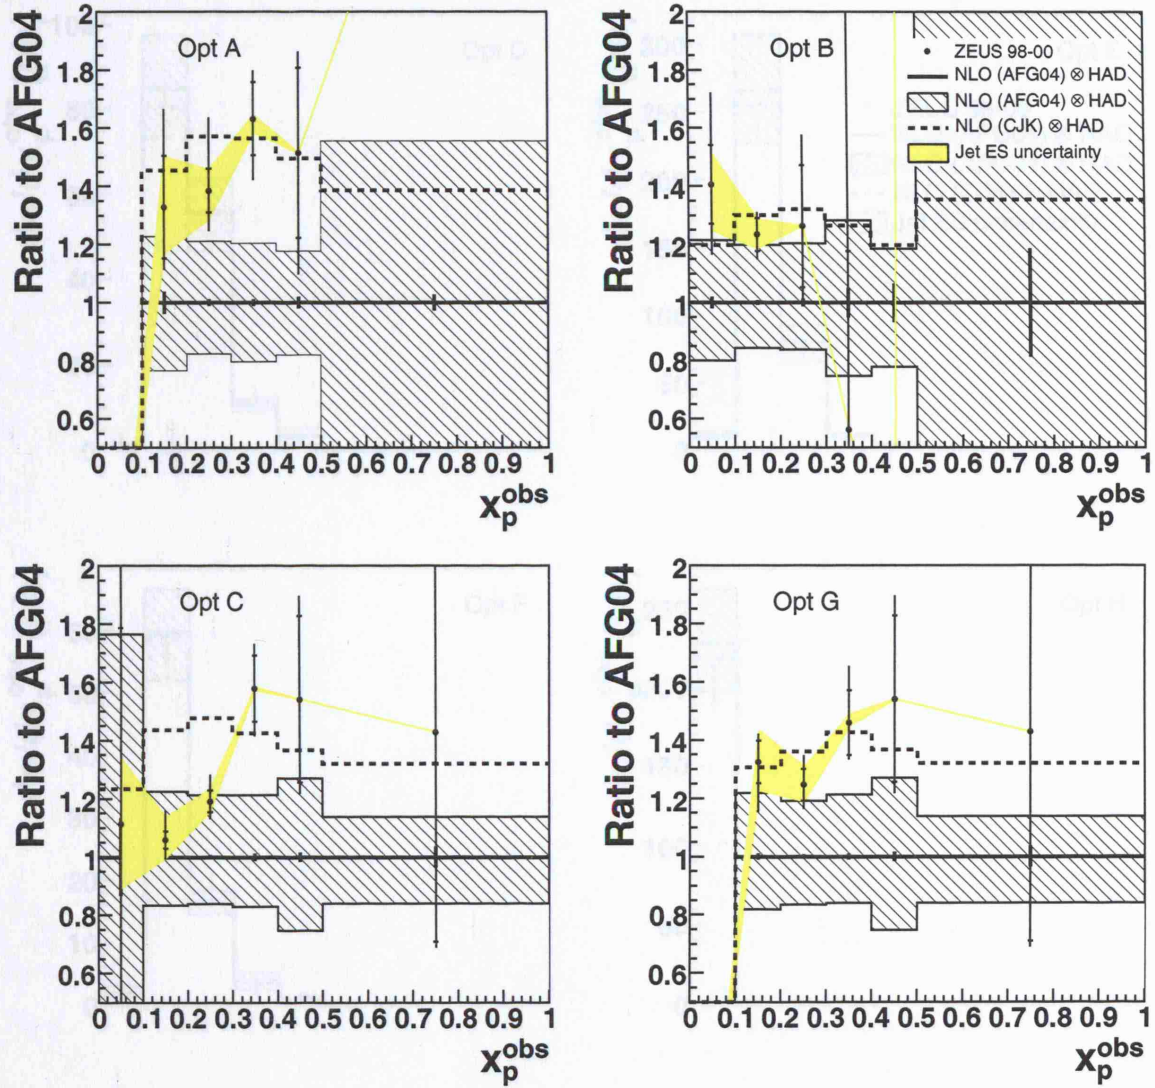 Opt A
Ratio to AFG04
2
1.8
1.6
1.4
1.2
1
0.8
0.6
0 0.1 0.2 0.3 0.4 0.5 0.6 0.7 0.8 0.9 1
x_p^obs
Opt B
ZEUS 98-00
NLO (AFG04) ⊗ HAD
NLO (AFG04) ⊗ HAD
NLO (CJK) ⊗ HAD
Jet ES uncertainty
Ratio to AFG04
2
1.8
1.6
1.4
1.2
1
0.8
0.6
0 0.1 0.2 0.3 0.4 0.5 0.6 0.7 0.8 0.9 1
x_p^obs
Opt C
Ratio to AFG04
2
1.8
1.6
1.4
1.2
1
0.8
0.6
0 0.1 0.2 0.3 0.4 0.5 0.6 0.7 0.8 0.9 1
x_p^obs
Opt G
Ratio to AFG04
2
1.8
1.6
1.4
1.2
1
0.8
0.6
0 0.1 0.2 0.3 0.4 0.5 0.6 0.7 0.8 0.9 1
x_p^obs